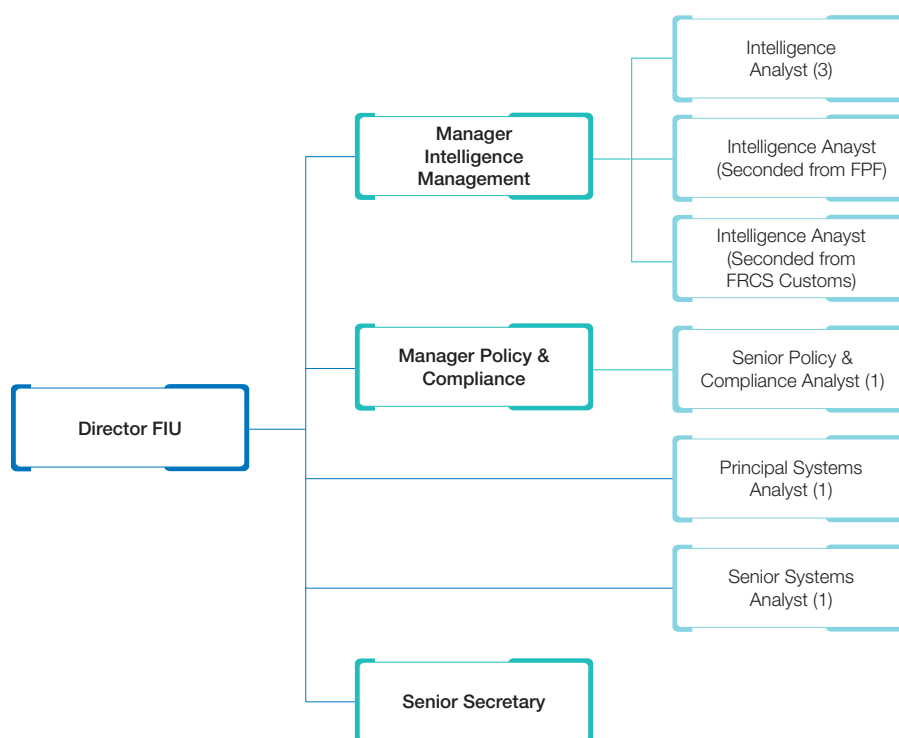 Intelligence
Analyst (3)
Manager
Intelligence
Management
Intelligence Anayst
(Seconded from FPF)
Intelligence Anayst
(Seconded from
FRCS Customs)
Manager Policy &
Compliance
Senior Policy &
Compliance Analyst (1)
Director FIU
Principal Systems
Analyst (1)
Senior Systems
Analyst (1)
Senior Secretary